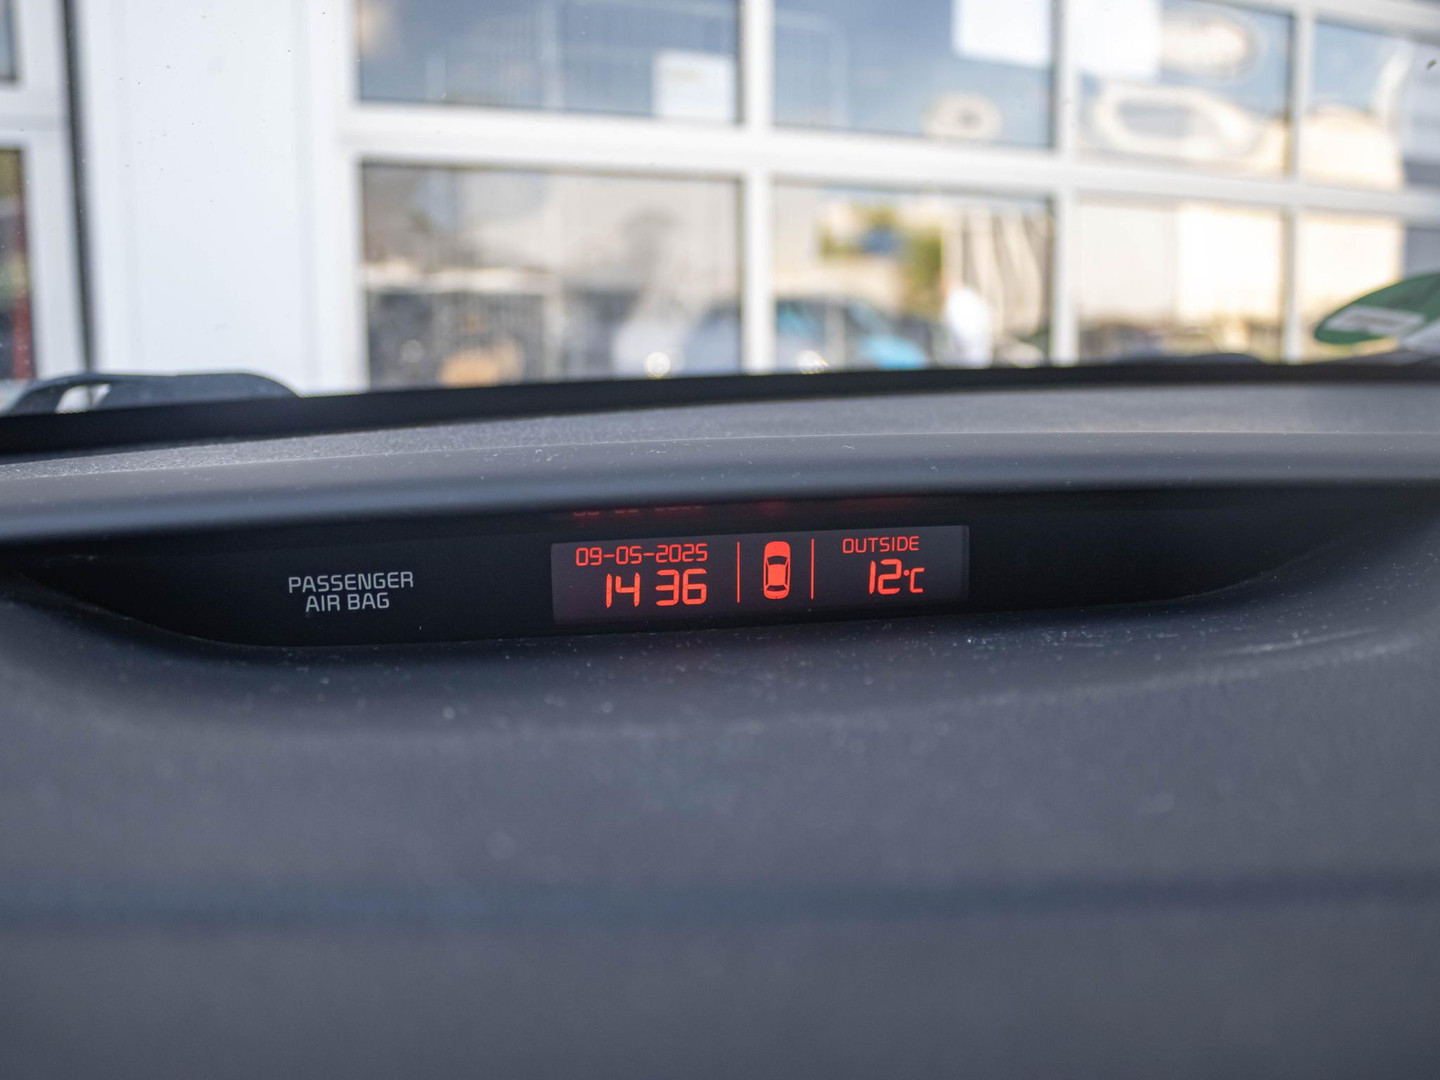 PASSENGER
AIR BAG
09-05-2025
14 36
OUTSIDE
12°C